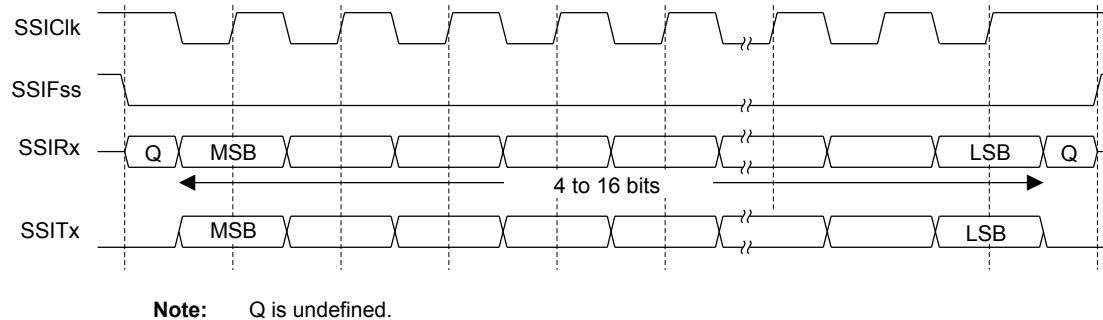 SSIClk
SSIFss
SSIRx
Q MSB LSB Q
4 to 16 bits
SSITx
MSB LSB
Note: Q is undefined.